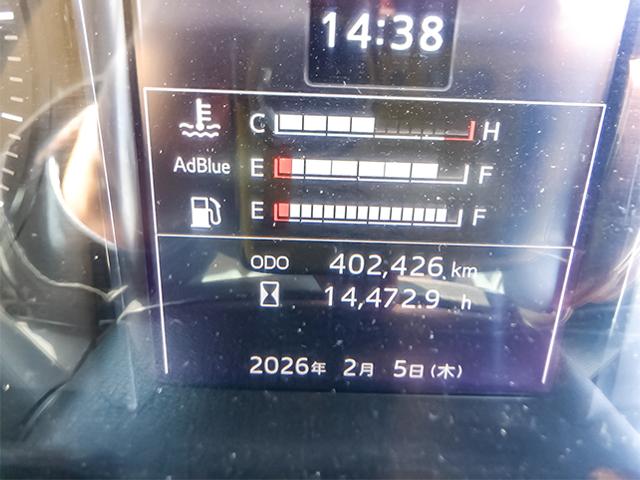 14:38
C H
AdBlue E F
E F
ODO 402,426 km
14,472.9 h
2026年 2月 5日(木)